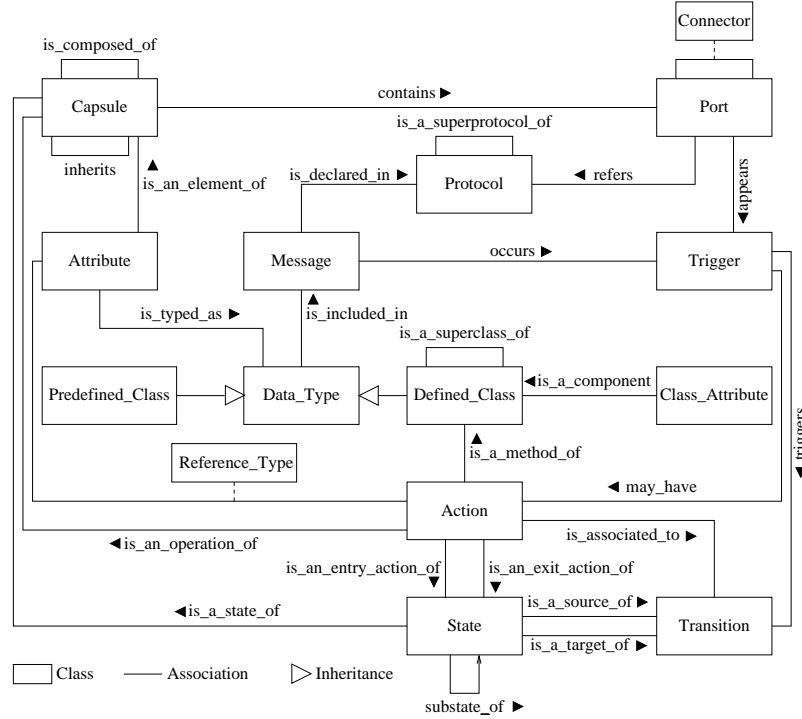 Connector
is_composed_of
Capsule
contains ►
Port
is_a_superprotocol_of
inherits
is_an_element_of
is_declared_in ►
Protocol
◄ refers
◄ appears
Attribute
Message
occurs ►
Trigger
is_typed_as ►
is_included_in
is_a_superclass_of
Predefined_Class
Data_Type
Defined_Class
◄ is_a_component
Class_Attribute
◄ triggers
Reference_Type
is_a_method_of
◄ may_have
Action
◄ is_an_operation_of
is_associated_to ►
is_an_entry_action_of
is_an_exit_action_of
◄ is_a_state_of
is_a_source_of ►
State
Transition
is_a_target_of ►
Class
Association
Inheritance
substate_of ►